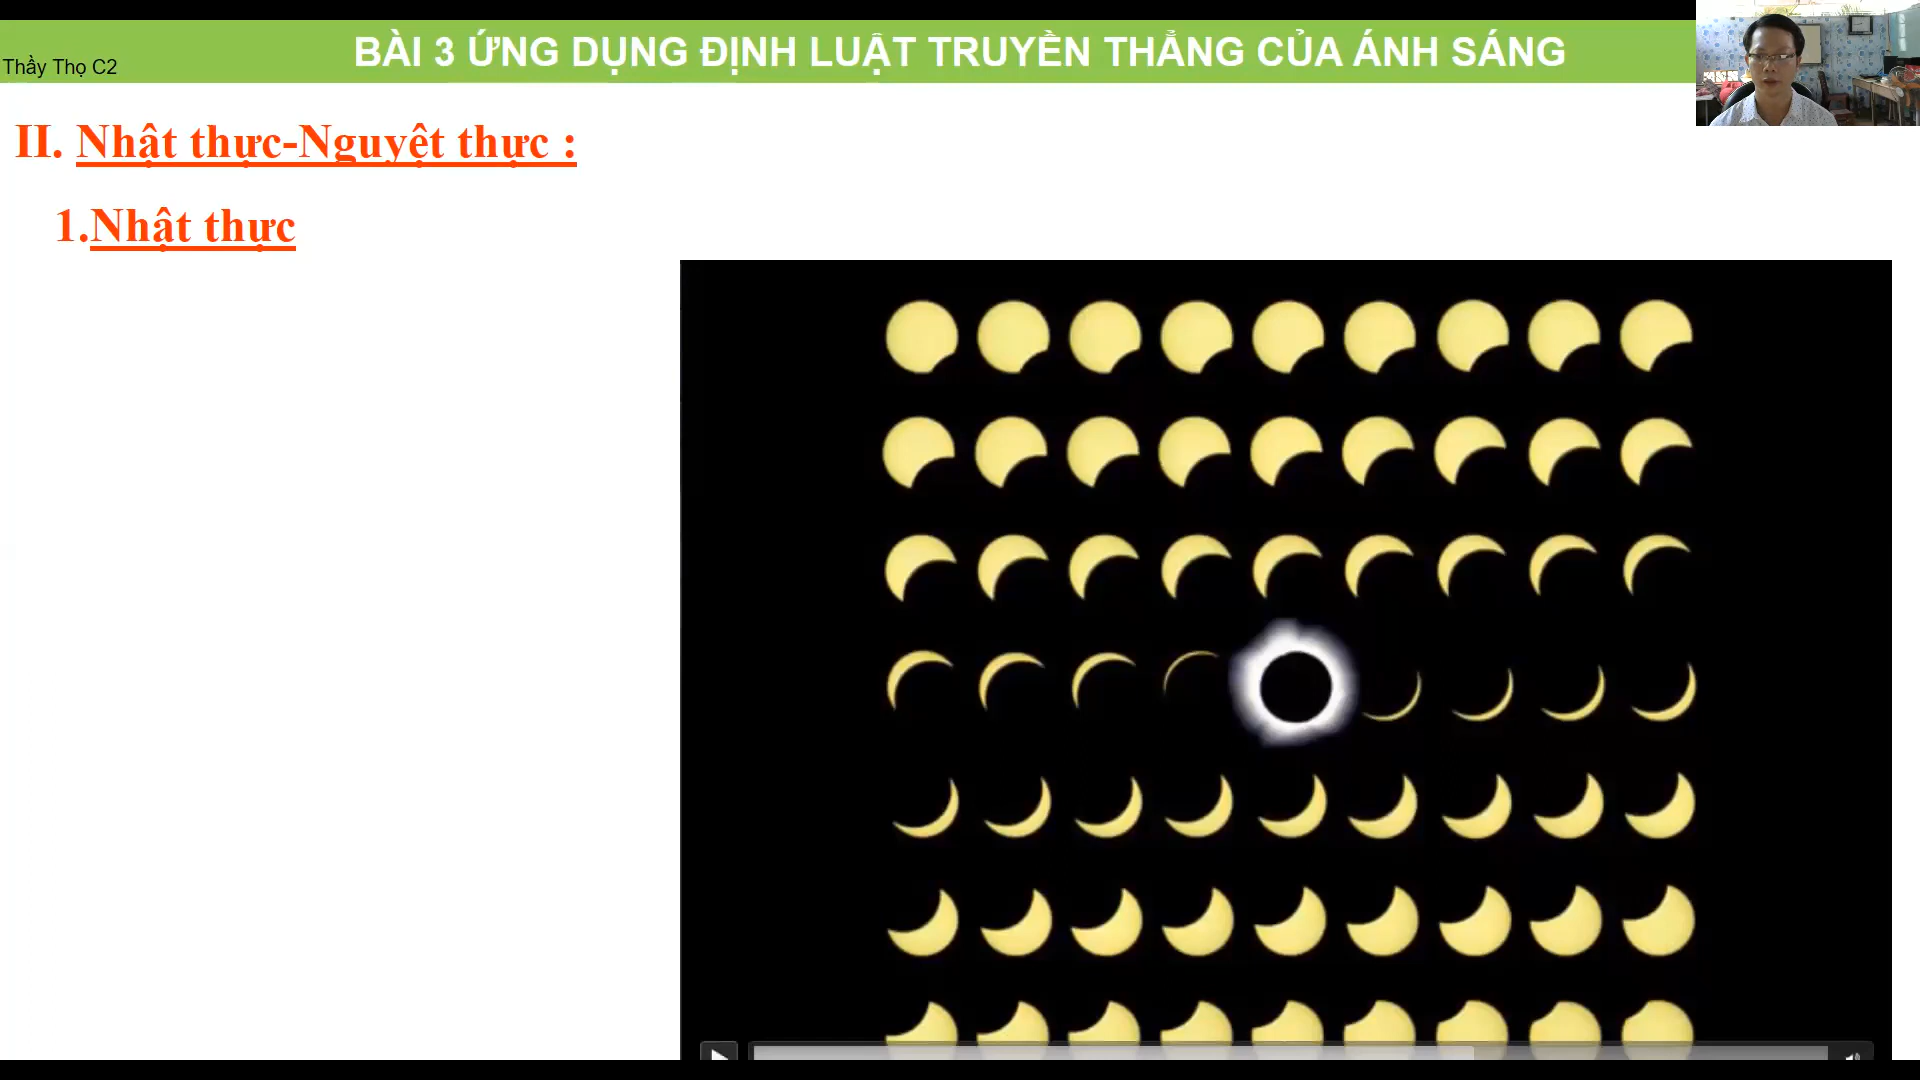 BÀI 3 ỨNG DỤNG ĐỊNH LUẬT TRUYỀN THẲNG CỦA ÁNH SÁNG
Thầy Thọ C2
II. Nhật thực-Nguyệt thực :
1.Nhật thực